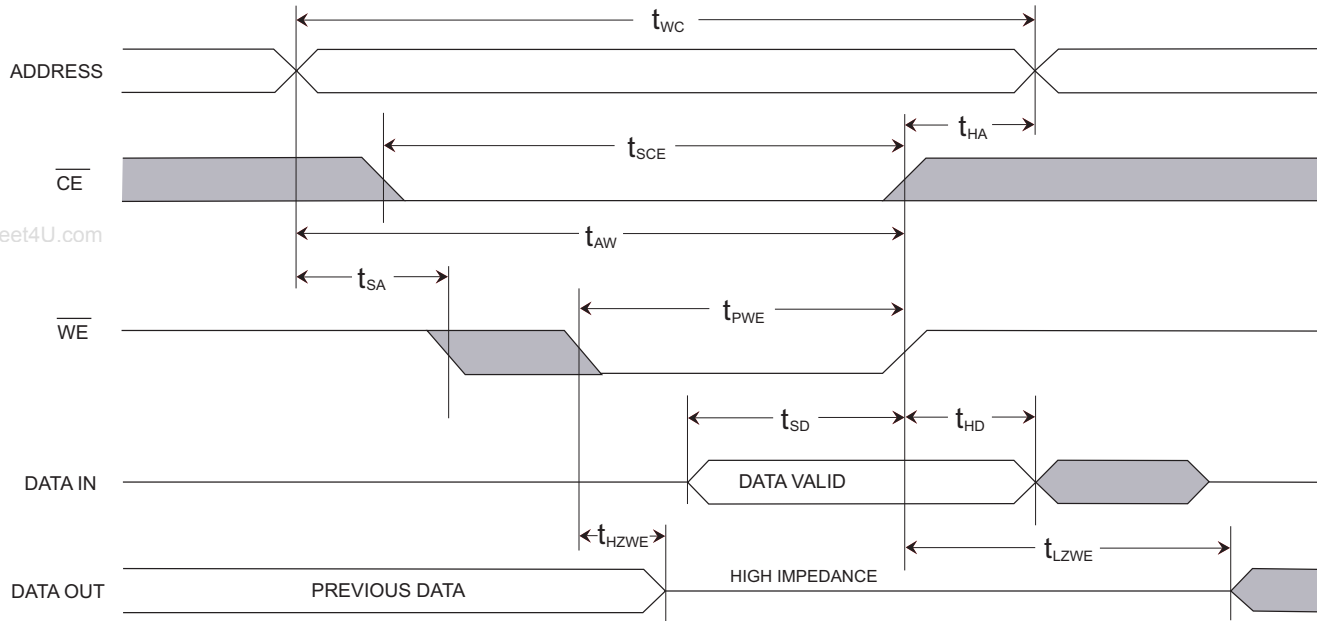 tWC
ADDRESS
tHA
tSCE
CE
eet4U.com
tAW
tSA
tPWE
WE
tSD
tHD
DATA IN
DATA VALID
tHZWE
tLZWE
DATA OUT
PREVIOUS DATA
HIGH IMPEDANCE